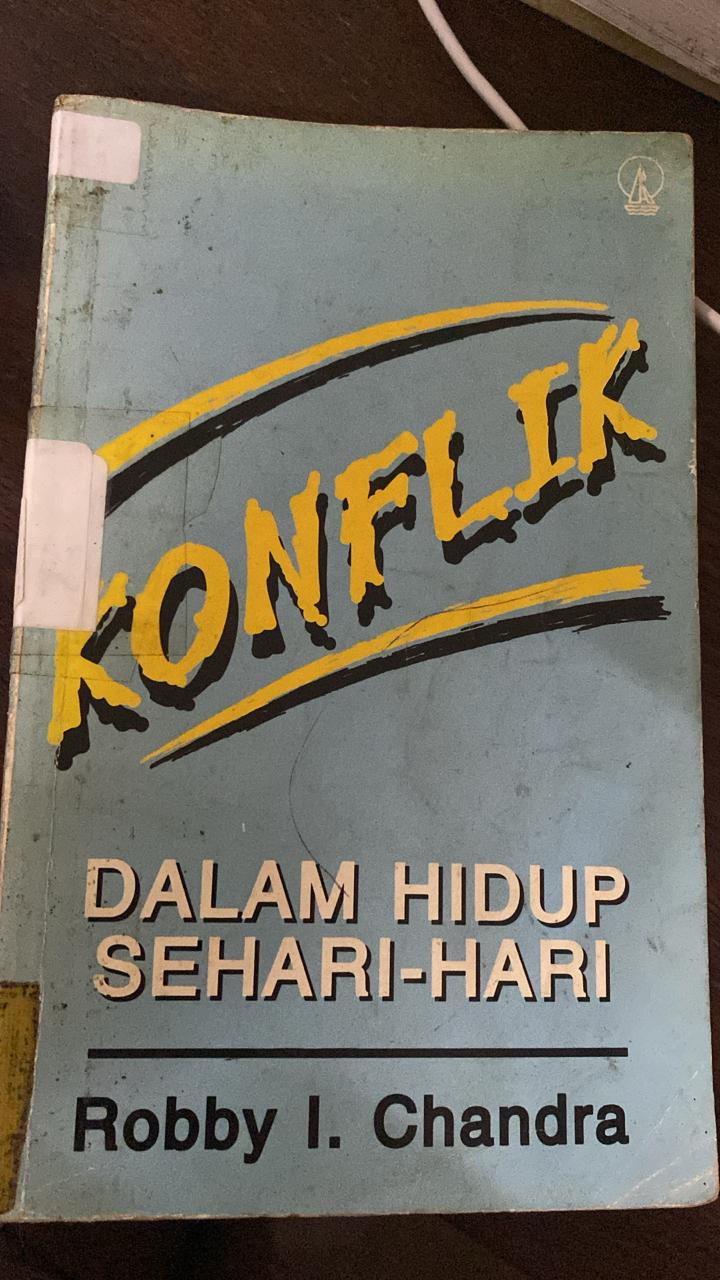 KONFLIK
DALAM HIDUP
SEHARI-HARI
Robby I. Chandra